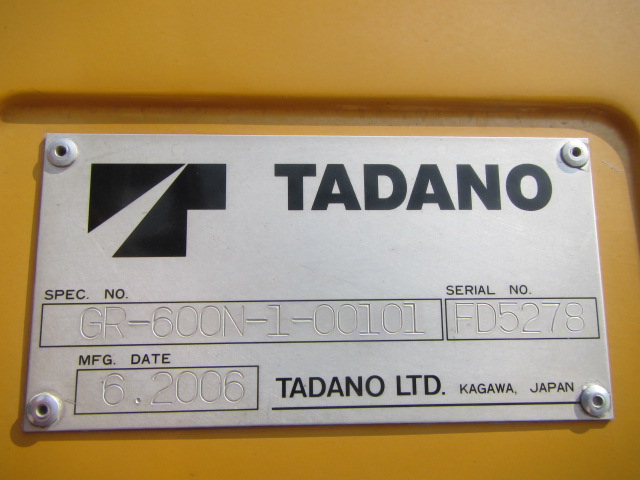 TADANO
SPEC. NO. SERIAL NO.
GR-600N-1-00101 FD5278
MFG. DATE
6.2006
TADANO LTD. KAGAWA, JAPAN